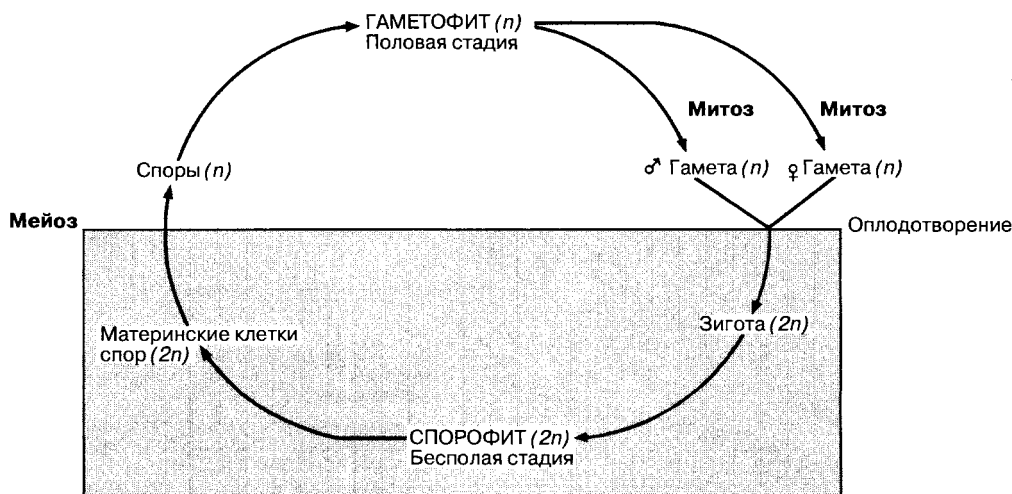 ГАМЕТОФИТ (n)
Половая стадия
Митоз
Митоз
Споры (n)
♂ Гамета (n)
♀ Гамета (n)
Мейоз
Оплодотворение
Зигота (2n)
Материнские клетки
спор (2n)
СПОРОФИТ (2n)
Бесполая стадия